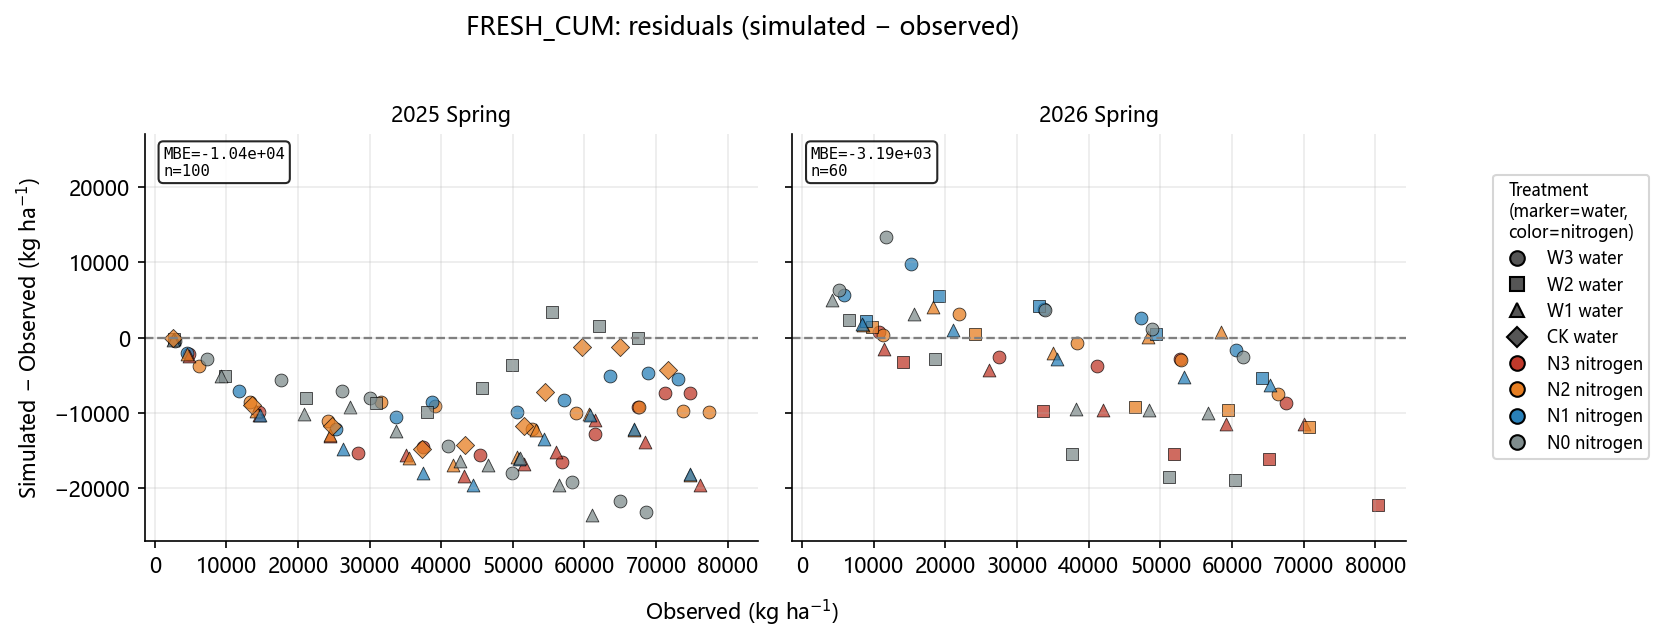 FRESH_CUM: residuals (simulated − observed)
2025 Spring
2026 Spring
MBE=-1.04e+04
n=100
MBE=-3.19e+03
n=60
Simulated − Observed (kg ha⁻¹)
20000
10000
0
−10000
−20000
0 10000 20000 30000 40000 50000 60000 70000 80000
0 10000 20000 30000 40000 50000 60000 70000 80000
Observed (kg ha⁻¹)
Treatment
(marker=water,
color=nitrogen)
W3 water
W2 water
W1 water
CK water
N3 nitrogen
N2 nitrogen
N1 nitrogen
N0 nitrogen